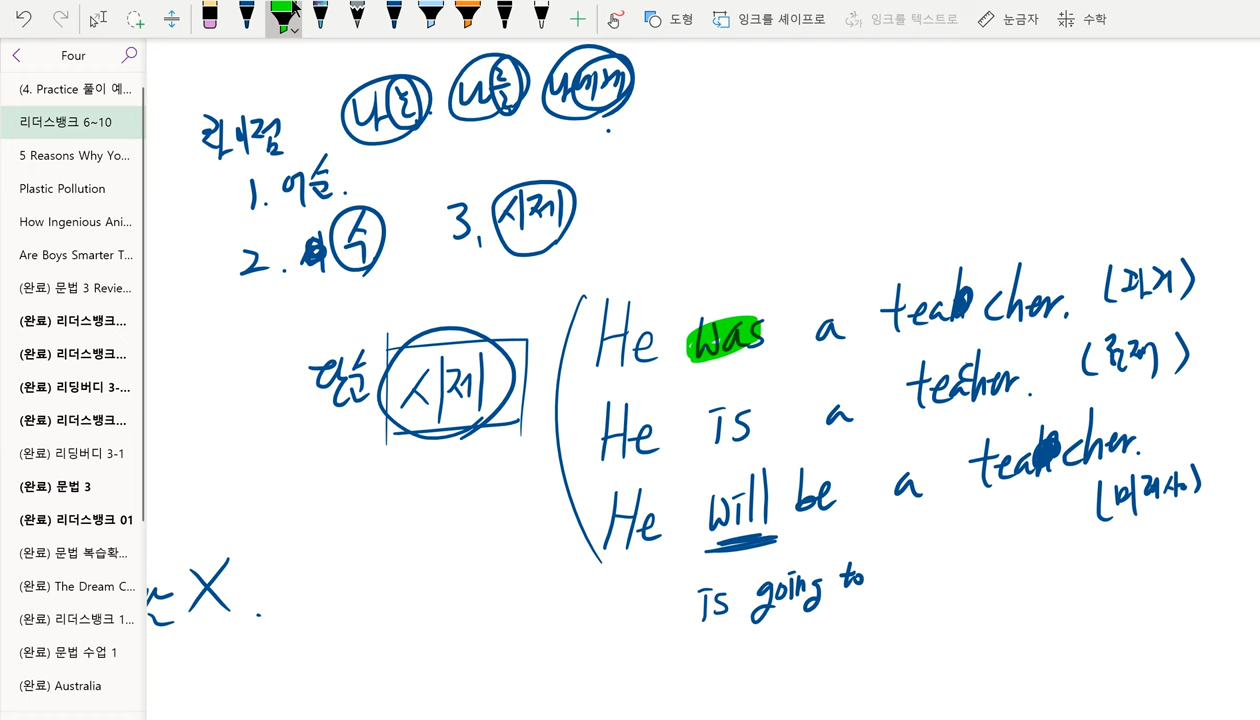 도형
잉크를 셰이프로
잉크를 텍스트로
눈금자
수학
Four
(4. Practice 풀이 예...
리더스뱅크 6~10
5 Reasons Why Yo...
Plastic Pollution
How Ingenious Ani...
Are Boys Smarter T...
(완료) 문법 3 Revie...
(완료) 리더스뱅크...
(완료) 리더스뱅크...
(완료) 리딩버디 3-...
(완료) 리더스뱅크...
(완료) 리딩버디 3-1
(완료) 문법 3
(완료) 리더스뱅크 01
(완료) 문법 복습확...
(완료) The Dream C...
(완료) 리더스뱅크 1...
(완료) 문법 수업 1
(완료) Australia
나는. 나를 나에게.
1. 어순.
2. 수
3. 시제
단순 시제
He was a teacher. (과거)
He is a teacher. (현재)
He will be a teacher.
is going to
X.